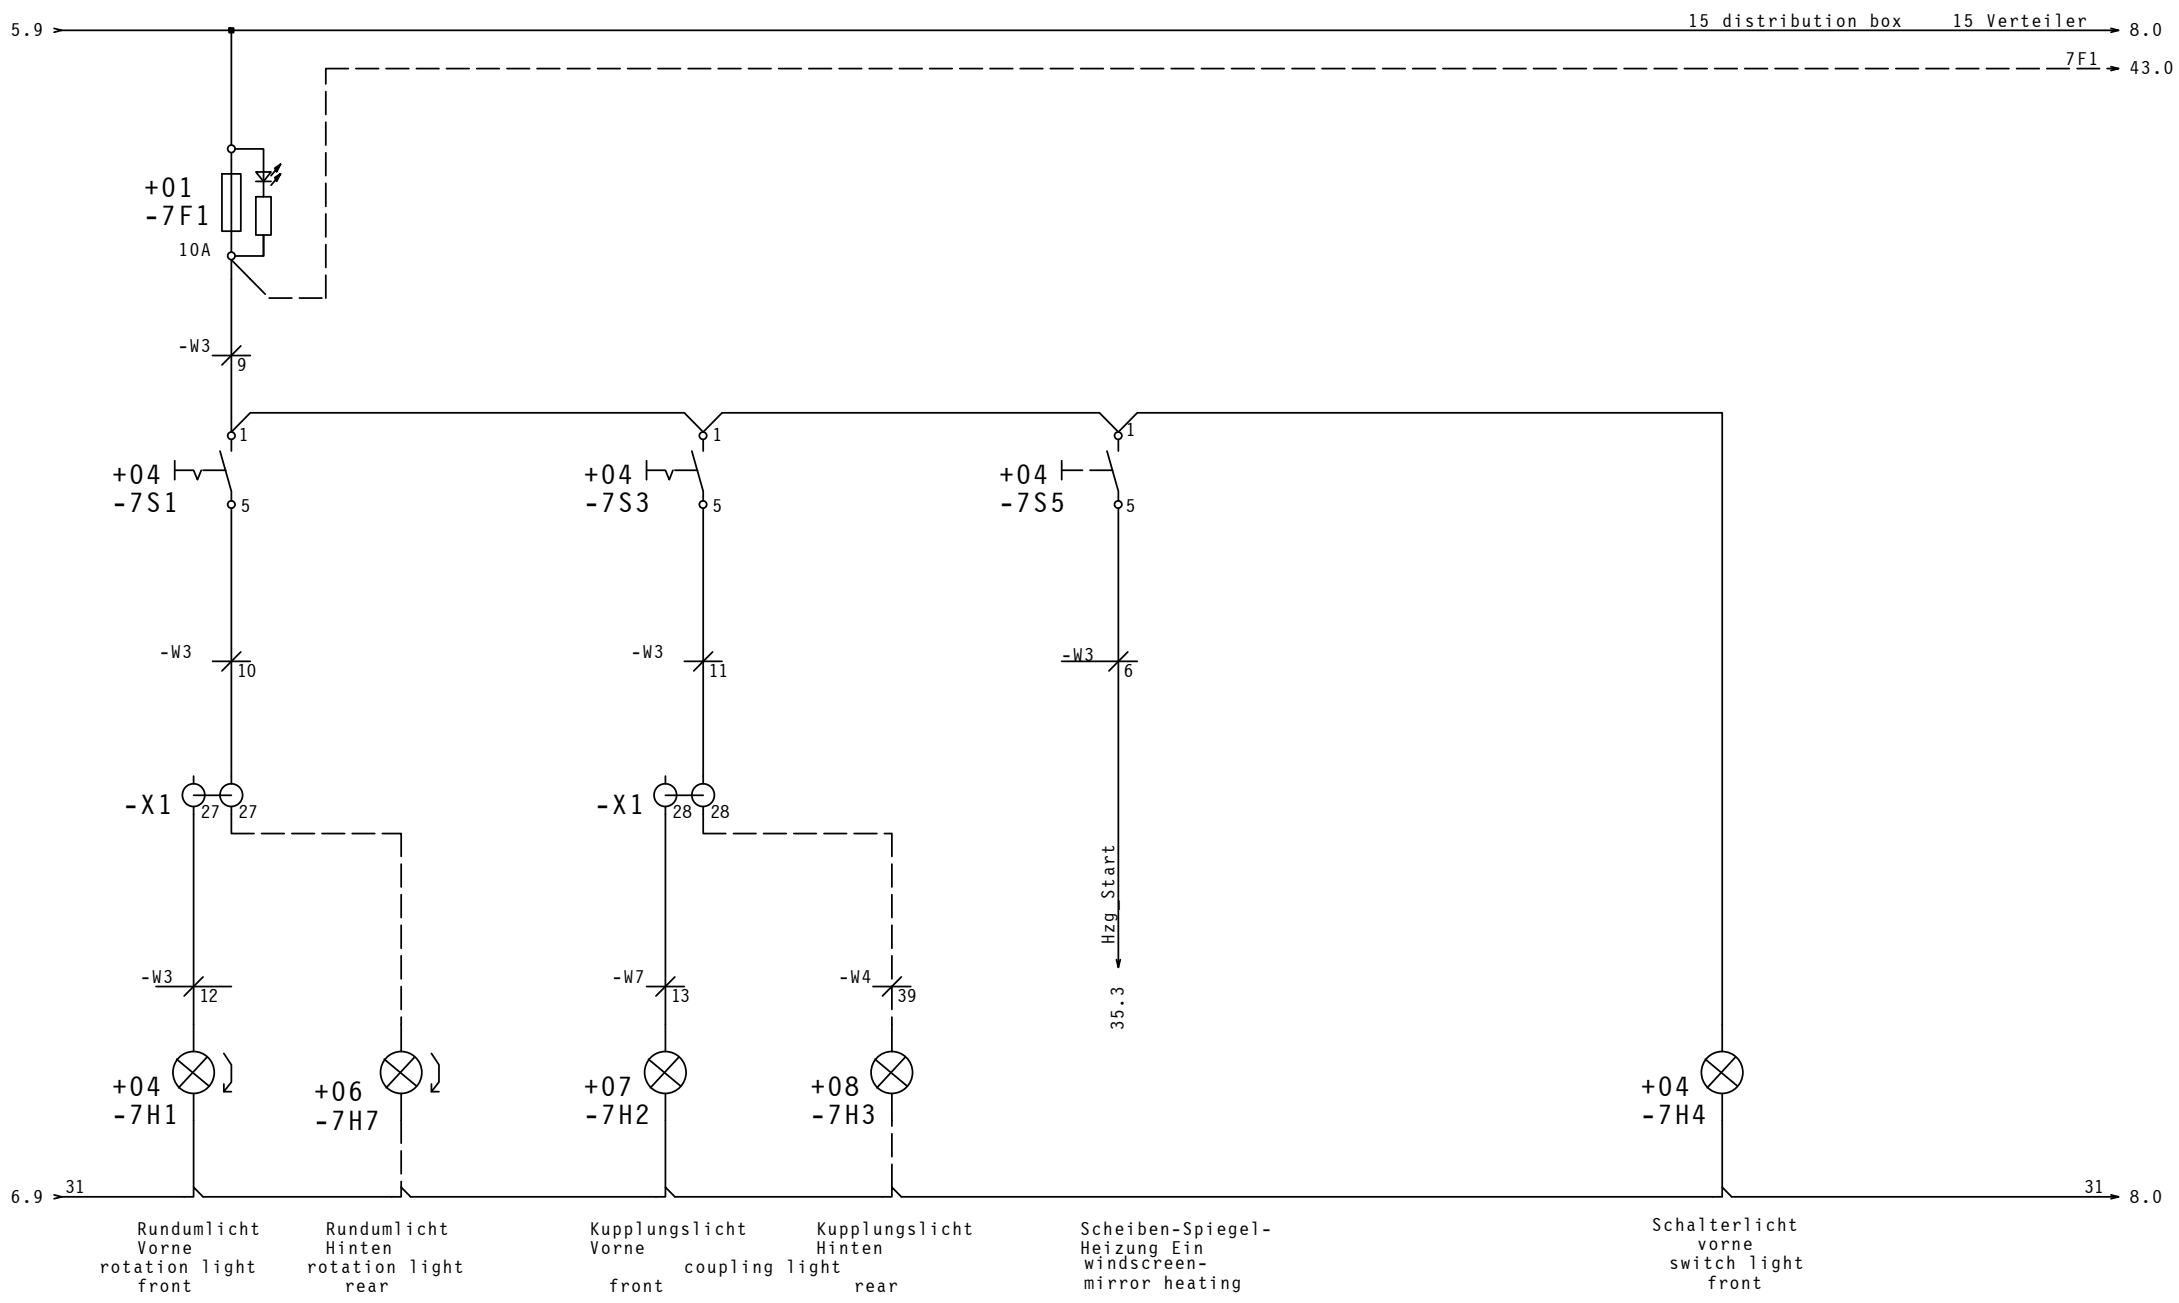 5.9
15 distribution box 15 Verteiler
8.0
7F1
43.0
+01
-7F1
10A
-W3
9
1
1
1
+04
-7S1
5
+04
-7S3
5
+04
-7S5
5
-W3
10
-W3
11
-W3
6
-X1
27
27
-X1
28
28
Hzg_Start
35.3
-W3
12
-W7
13
-W4
39
+04
-7H1
+06
-7H7
+07
-7H2
+08
-7H3
+04
-7H4
6.9
31
31
8.0
Rundumlicht
Vorne
rotation light
front
Rundumlicht
Hinten
rotation light
rear
Kupplungslicht
Vorne
Kupplungslicht
Hinten
coupling light
front
rear
Scheiben-Spiegel-
Heizung Ein
windscreen-
mirror heating
Schalterlicht
vorne
switch light
front